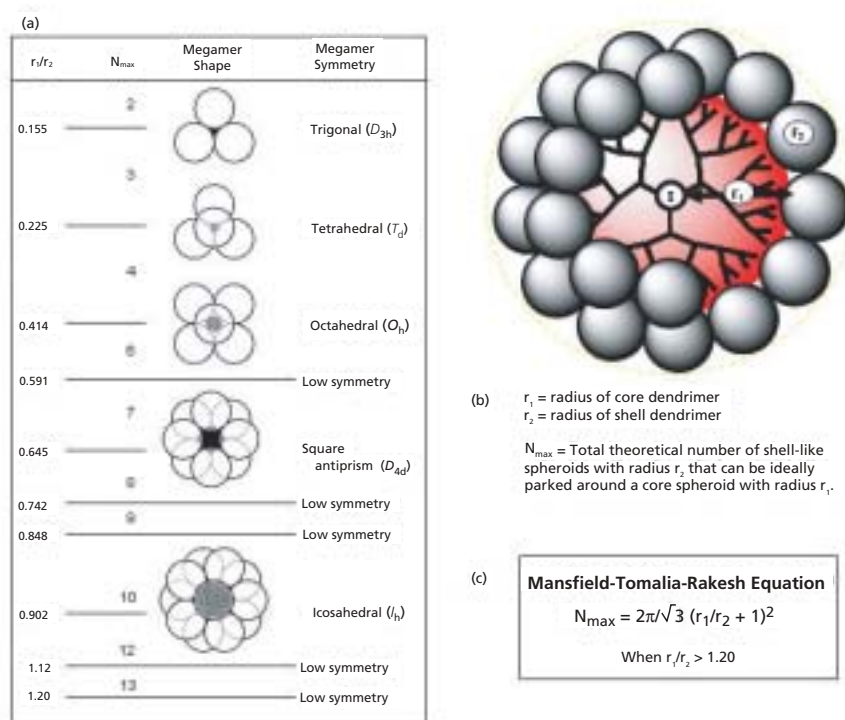 (a)
r₁/r₂ Nmax Megamer Shape Megamer Symmetry
2
0.155 Trigonal (D3h)
3
0.225 Tetrahedral (Td)
4
0.414 Octahedral (Oh)
6
0.591 Low symmetry
7
0.645 Square antiprism (D4d)
8
0.742 Low symmetry
9
0.848 Low symmetry
10
0.902 Icosahedral (Ih)
12
1.12 Low symmetry
13
1.20 Low symmetry
I
r₁
r₂
(b) r₁ = radius of core dendrimer
r₂ = radius of shell dendrimer
Nmax = Total theoretical number of shell-like
spheroids with radius r₂ that can be ideally
parked around a core spheroid with radius r₁.
(c)
Mansfield-Tomalia-Rakesh Equation
Nmax = 2π/√3 (r₁/r₂ + 1)²
When r₁/r₂ > 1.20